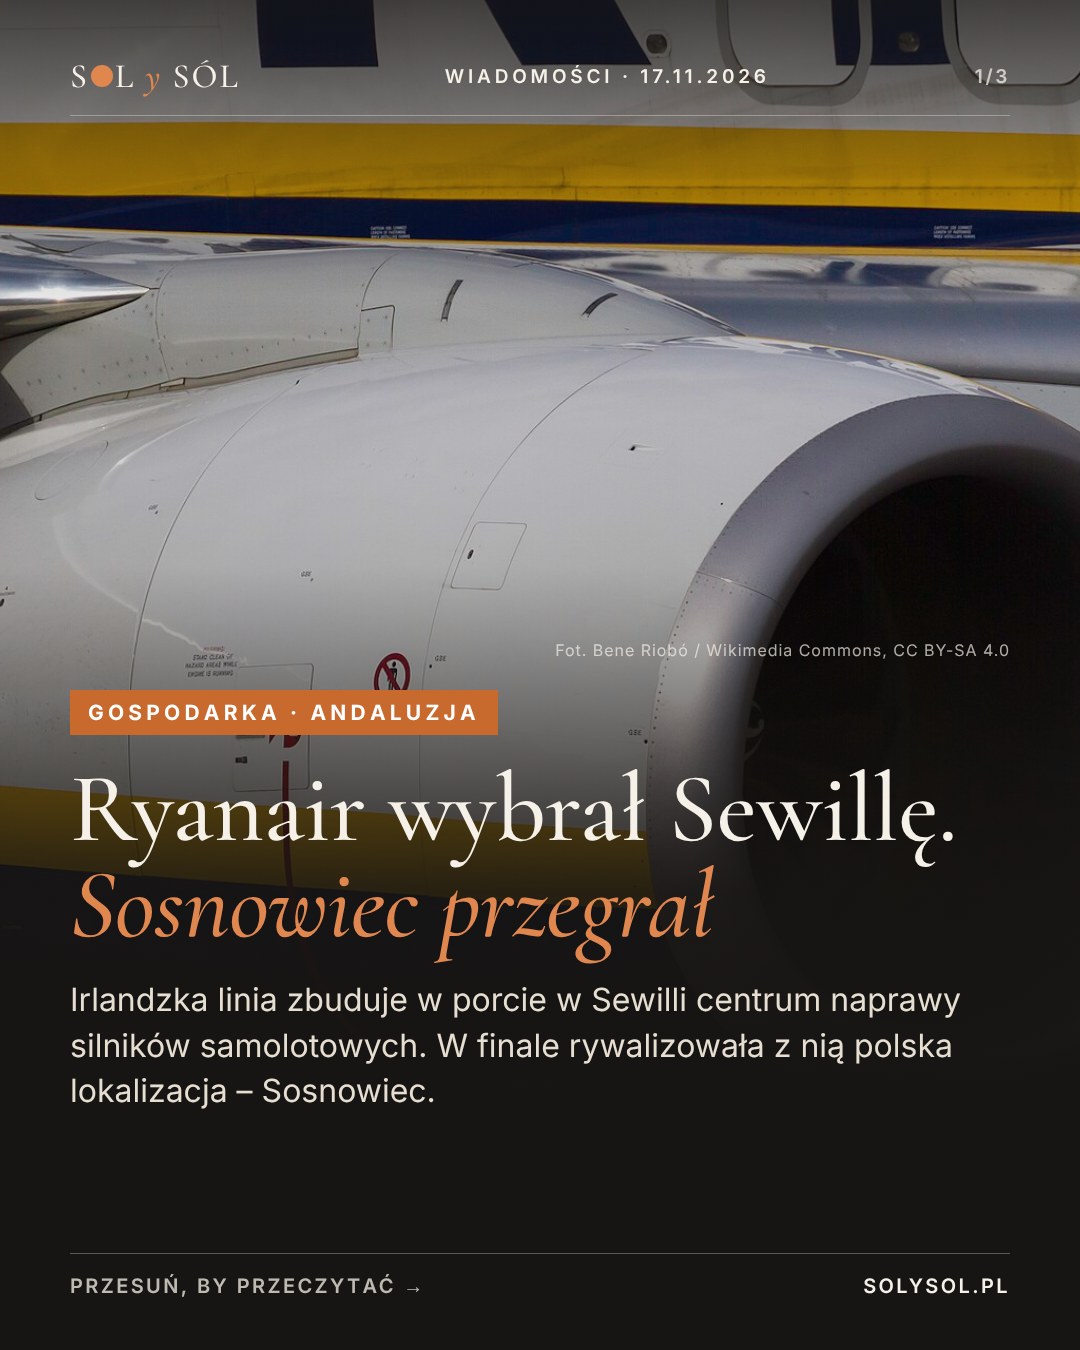 SOL y SÓL
WIADOMOŚCI · 17.11.2026
1/3
Fot. Bene Riobó / Wikimedia Commons, CC BY-SA 4.0
GOSPODARKA · ANDALUZJA
Ryanair wybrał Sewillę.
Sosnowiec przegrał
Irlandzka linia zbuduje w porcie w Sewilli centrum naprawy
silników samolotowych. W finale rywalizowała z nią polska
lokalizacja – Sosnowiec.
PRZESUŃ, BY PRZECZYTAĆ →
SOLYSOL.PL